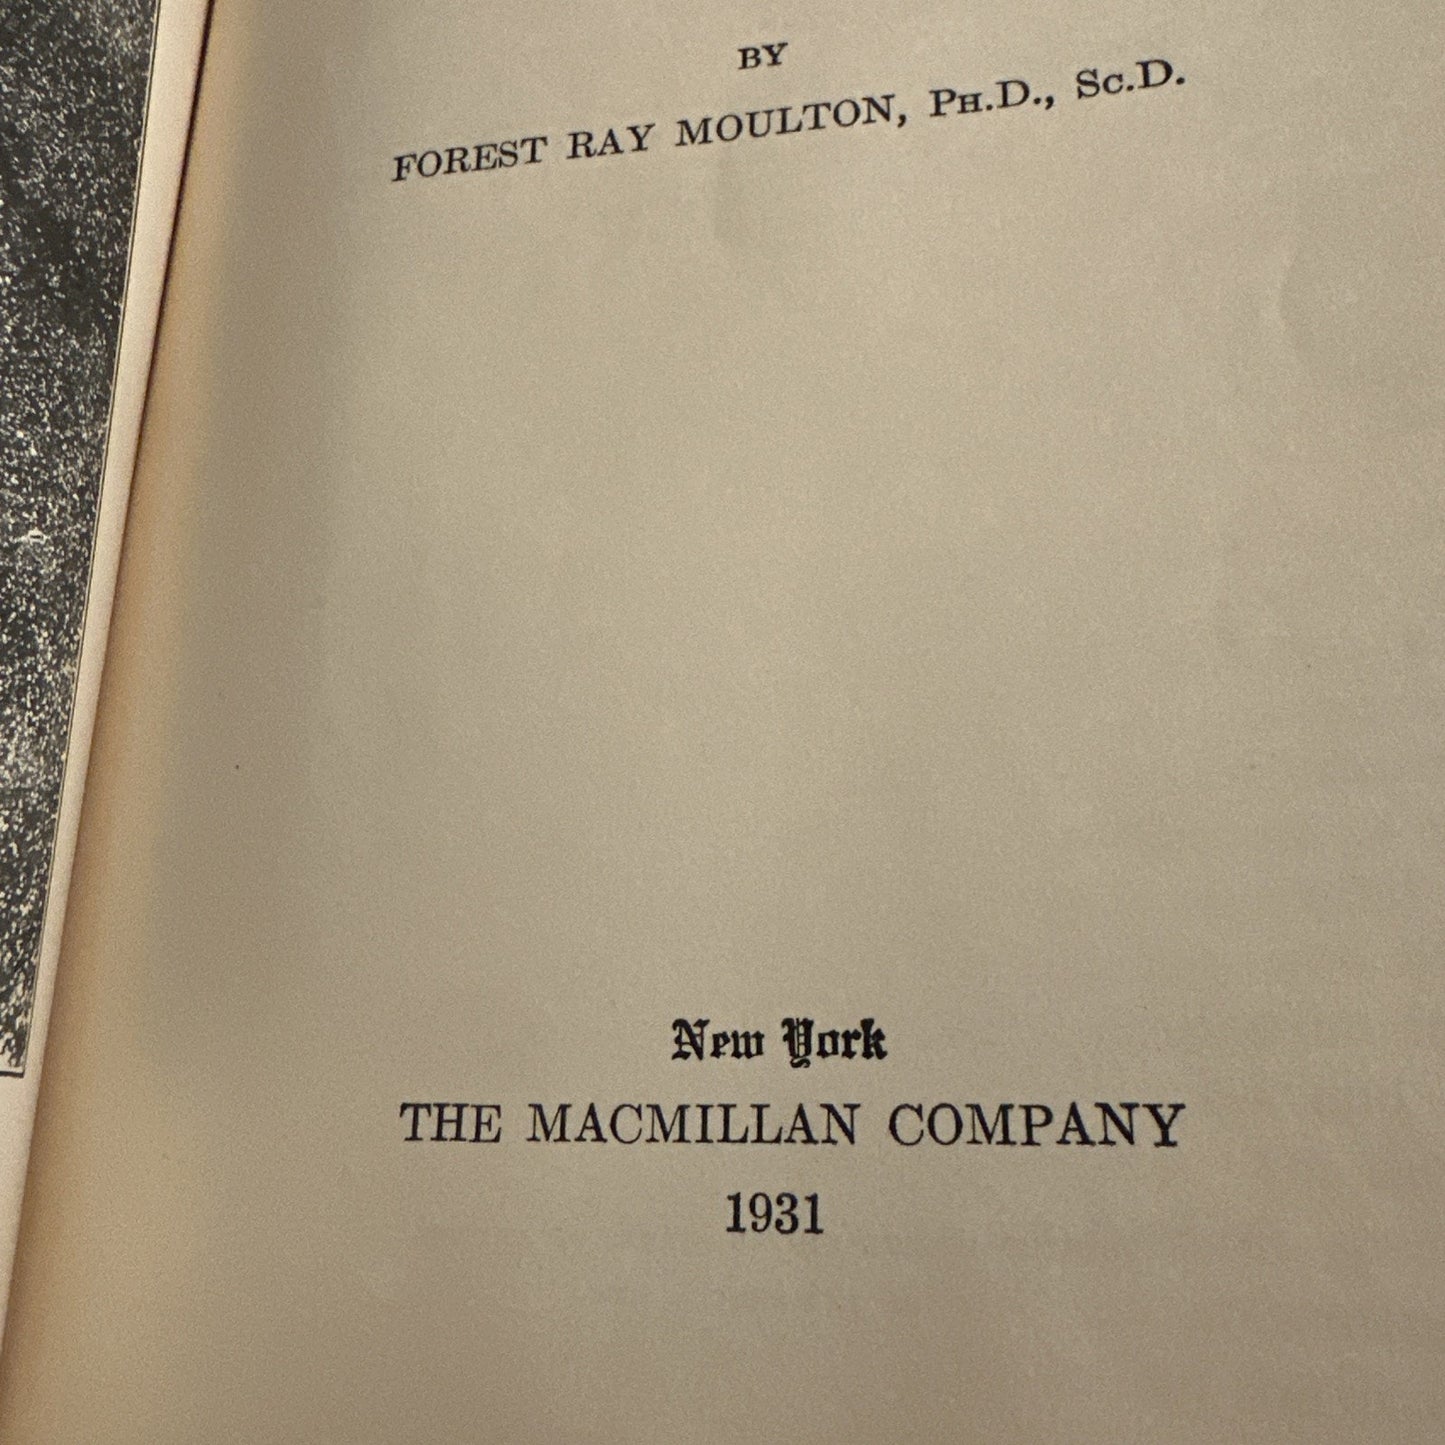 BY
FOREST RAY MOULTON, PH.D., SC.D.
New York
THE MACMILLAN COMPANY
1931